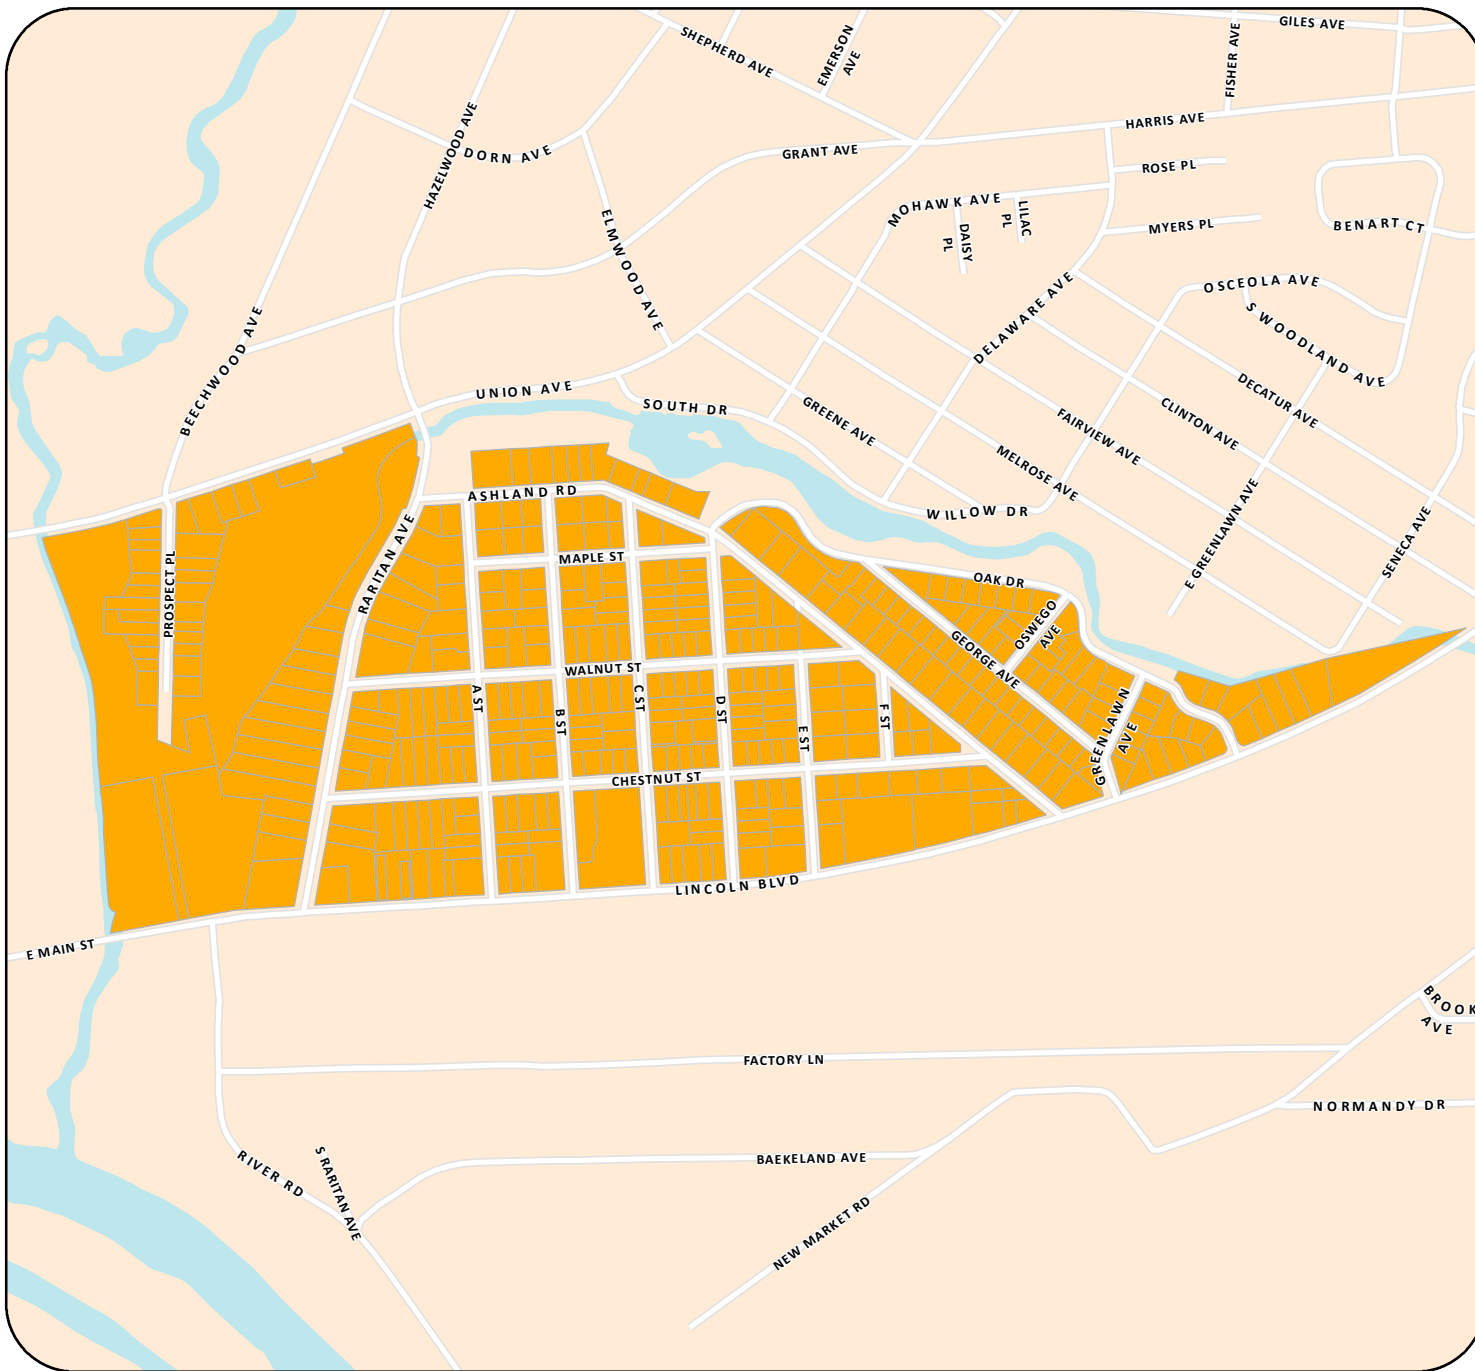 GILES AVE
SHEPHERD AVE
EMERSON
AVE
FISHER AVE
HAZELWOOD AVE
DORN AVE
GRANT AVE
HARRIS AVE
ROSE PL
MOHAWK AVE
LILAC
PL
DAISY
PL
MYERS PL
BENART CT
ELMWOOD AVE
BEECHWOOD AVE
DELAWARE AVE
OSCEOLA AVE
S WOODLAND AVE
UNION AVE
SOUTH DR
GREENE AVE
DECATUR AVE
CLINTON AVE
FAIRVIEW AVE
MELROSE AVE
ASHLAND RD
WILLOW DR
E GREENLAWN AVE
SENECA AVE
RARITAN AVE
PROSPECT PL
MAPLE ST
OAK DR
OSWEGO
AVE
GEORGE AVE
WALNUT ST
A ST
B ST
C ST
D ST
E ST
F ST
GREENLAWN
AVE
CHESTNUT ST
LINCOLN BLVD
E MAIN ST
BROOK
AVE
FACTORY LN
NORMANDY DR
RIVER RD
S RARITAN AVE
BAEKELAND AVE
NEW MARKET RD